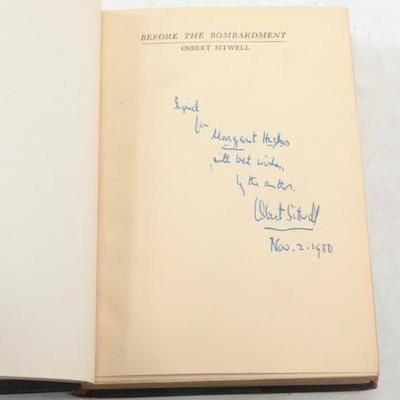 BEFORE THE BOMBARDMENT
OSBERT SITWELL
Signed
for
Margaret Hughes
with best wishes,
by the author,
Osbert Sitwell
Nov. 2. 1950